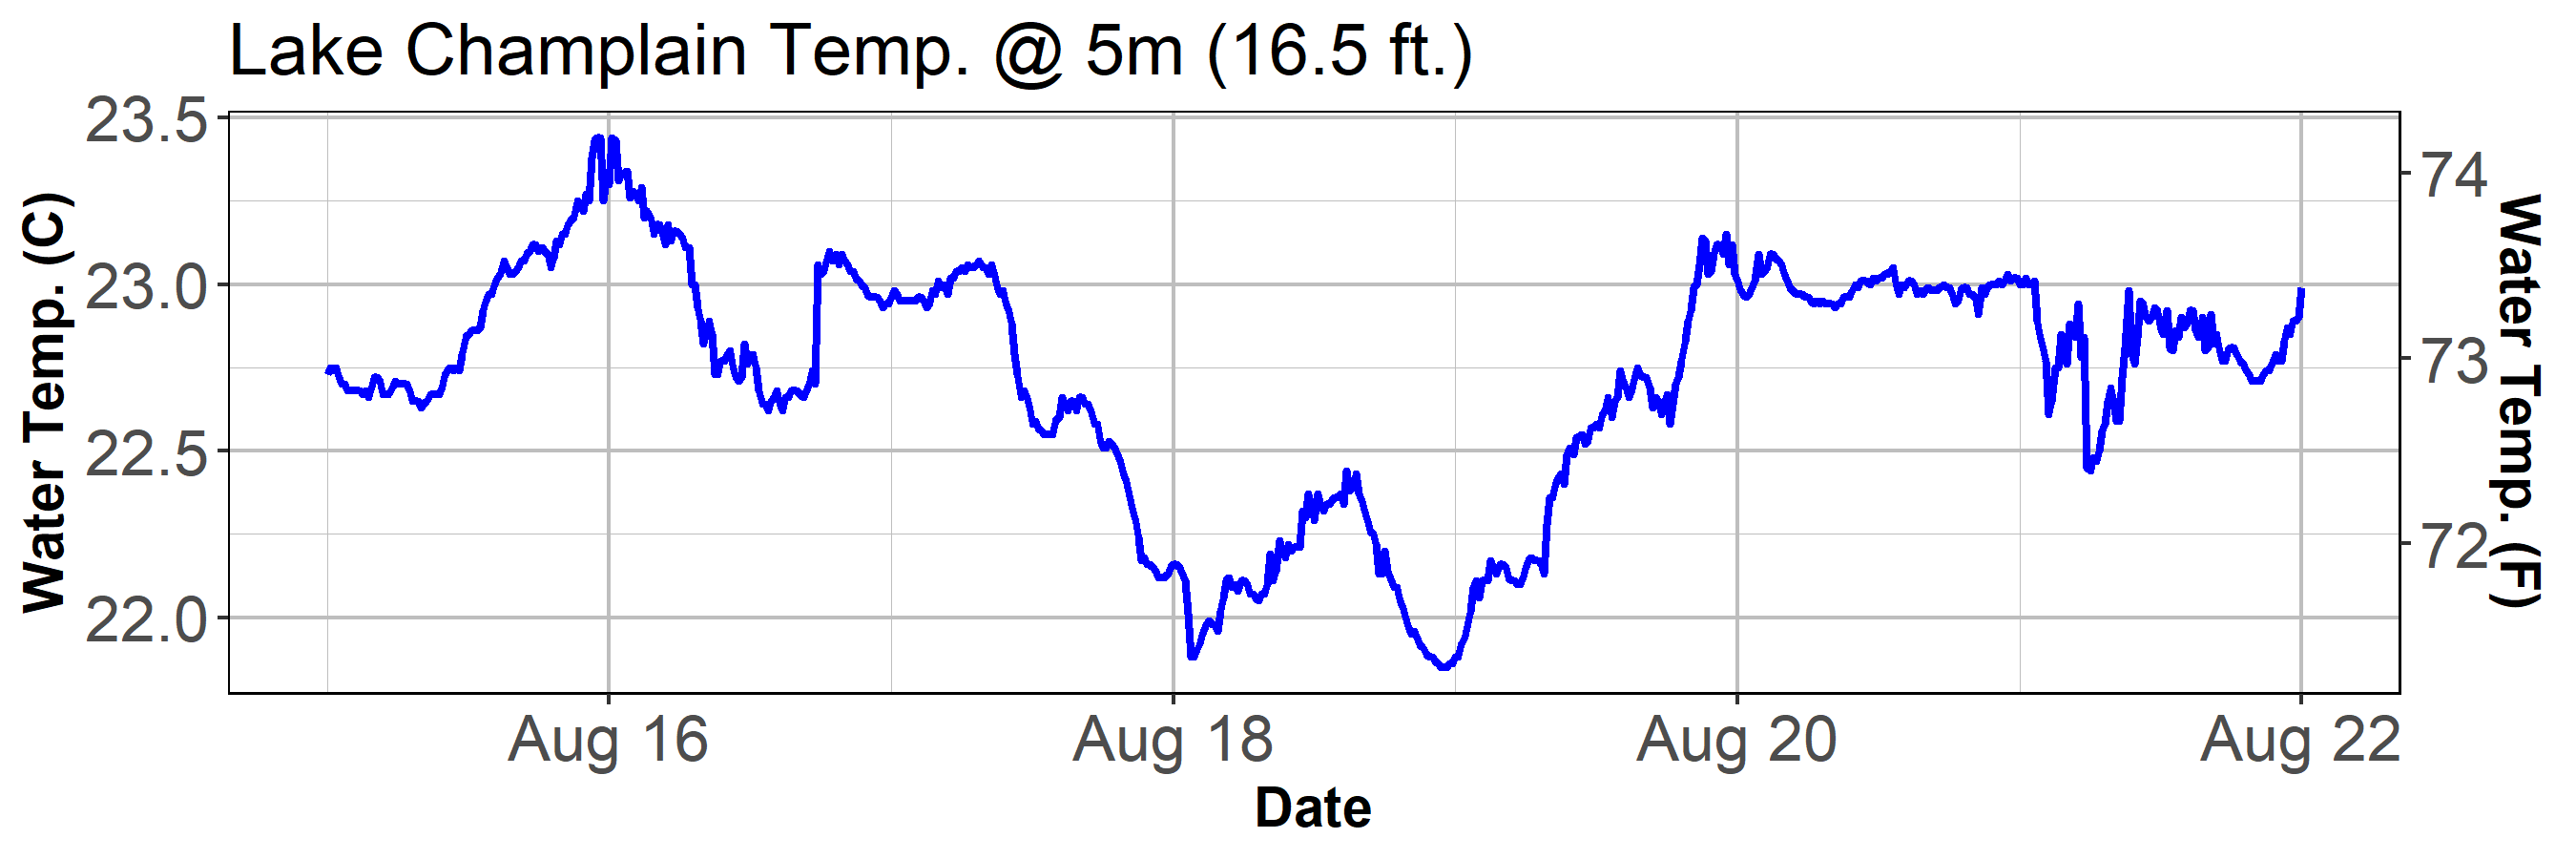 Lake Champlain Temp. @ 5m (16.5 ft.)
Water Temp. (C)
23.5
23.0
22.5
22.0
74
73
72
Water Temp. (F)
Aug 16 Aug 18 Aug 20 Aug 22
Date